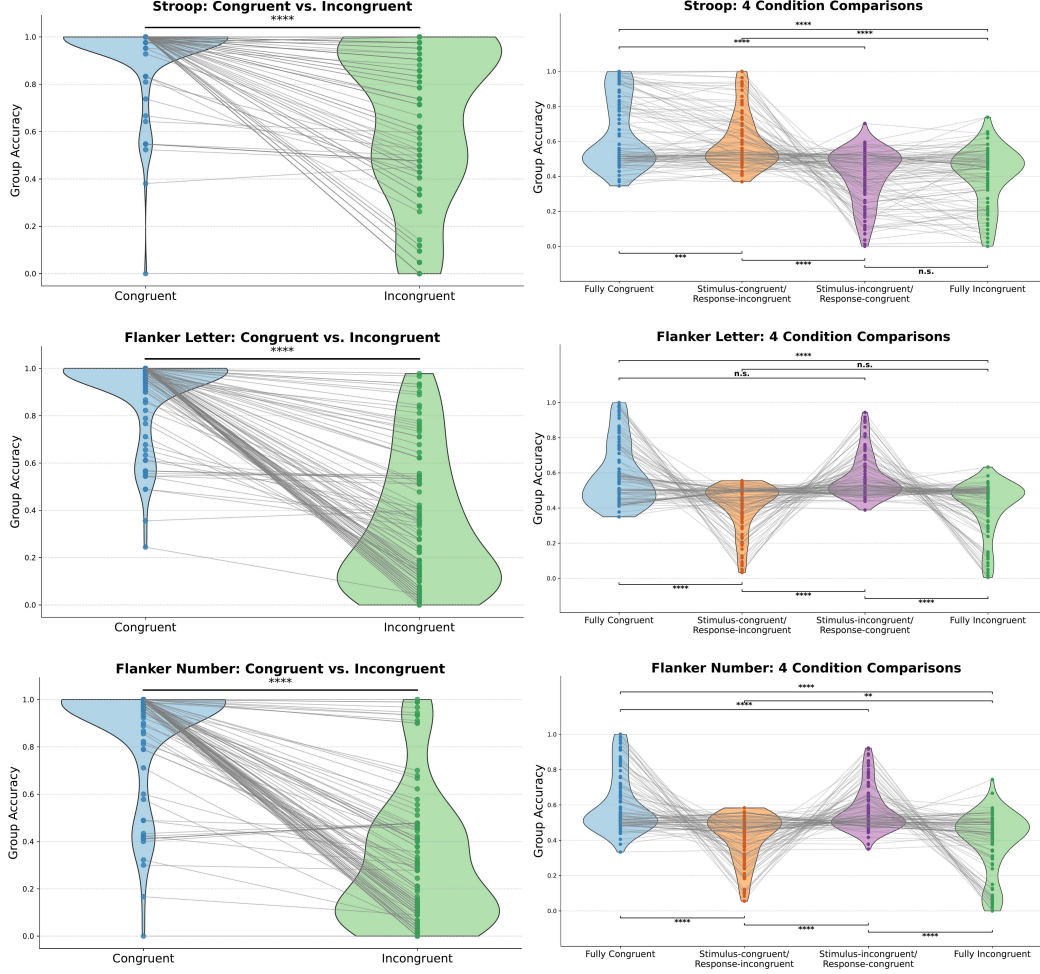 Stroop: Congruent vs. Incongruent
****
Group Accuracy
1.0
0.8
0.6
0.4
0.2
0.0
Congruent
Incongruent
Stroop: 4 Condition Comparisons
****
****
****
Group Accuracy
1.0
0.8
0.6
0.4
0.2
0.0
***
****
n.s.
Fully Congruent
Stimulus-congruent/
Response-incongruent
Stimulus-incongruent/
Response-congruent
Fully Incongruent
Flanker Letter: Congruent vs. Incongruent
****
Group Accuracy
1.0
0.8
0.6
0.4
0.2
0.0
Congruent
Incongruent
Flanker Letter: 4 Condition Comparisons
****
n.s.
n.s.
Group Accuracy
1.0
0.8
0.6
0.4
0.2
0.0
****
****
****
Fully Congruent
Stimulus-congruent/
Response-incongruent
Stimulus-incongruent/
Response-congruent
Fully Incongruent
Flanker Number: Congruent vs. Incongruent
****
Group Accuracy
1.0
0.8
0.6
0.4
0.2
0.0
Congruent
Incongruent
Flanker Number: 4 Condition Comparisons
****
**
****
Group Accuracy
1.0
0.8
0.6
0.4
0.2
0.0
****
****
****
Fully Congruent
Stimulus-congruent/
Response-incongruent
Stimulus-incongruent/
Response-congruent
Fully Incongruent